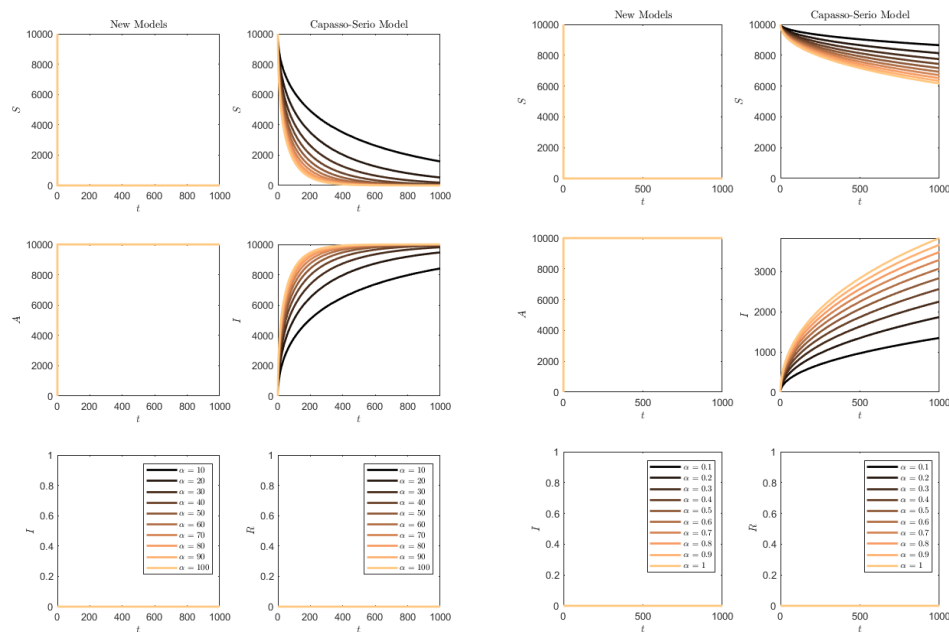 New Models
Capasso-Serio Model
10000
8000
6000
4000
2000
0
S
0 200 400 600 800 1000
t
10000
8000
6000
4000
2000
0
S
0 200 400 600 800 1000
t
10000
8000
6000
4000
2000
0
A
0 200 400 600 800 1000
t
10000
8000
6000
4000
2000
0
I
0 200 400 600 800 1000
t
1
0.8
0.6
0.4
0.2
0
I
0 200 400 600 800 1000
t
α = 10
α = 20
α = 30
α = 40
α = 50
α = 60
α = 70
α = 80
α = 90
α = 100
1
0.8
0.6
0.4
0.2
0
R
0 200 400 600 800 1000
t
α = 10
α = 20
α = 30
α = 40
α = 50
α = 60
α = 70
α = 80
α = 90
α = 100
New Models
Capasso-Serio Model
10000
8000
6000
4000
2000
0
S
0 500 1000
t
10000
8000
6000
4000
2000
0
S
0 500 1000
t
10000
8000
6000
4000
2000
0
A
0 500 1000
t
3000
2000
1000
0
I
0 500 1000
t
1
0.8
0.6
0.4
0.2
0
I
0 500 1000
t
α = 0.1
α = 0.2
α = 0.3
α = 0.4
α = 0.5
α = 0.6
α = 0.7
α = 0.8
α = 0.9
α = 1
1
0.8
0.6
0.4
0.2
0
R
0 500 1000
t
α = 0.1
α = 0.2
α = 0.3
α = 0.4
α = 0.5
α = 0.6
α = 0.7
α = 0.8
α = 0.9
α = 1